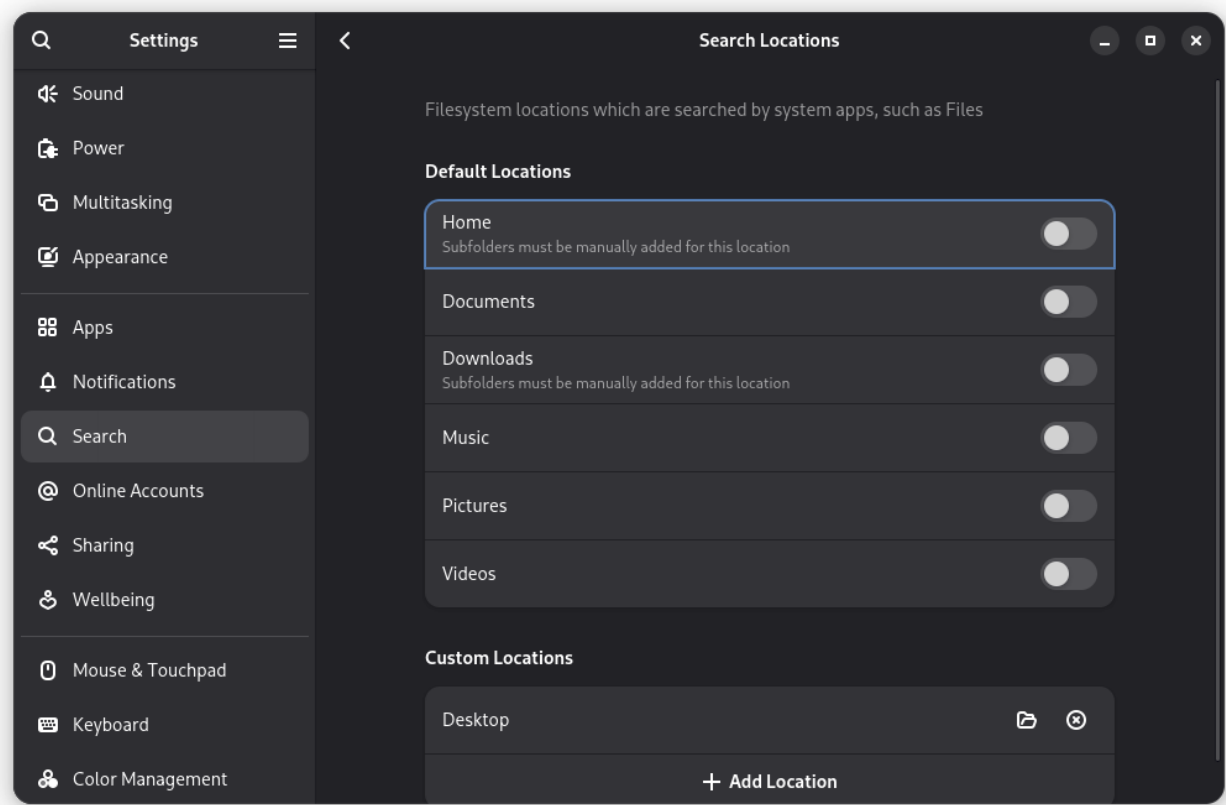 Settings
Sound
Power
Multitasking
Appearance
Apps
Notifications
Search
Online Accounts
Sharing
Wellbeing
Mouse & Touchpad
Keyboard
Color Management
Search Locations
Filesystem locations which are searched by system apps, such as Files
Default Locations
Home
Subfolders must be manually added for this location
Documents
Downloads
Subfolders must be manually added for this location
Music
Pictures
Videos
Custom Locations
Desktop
Add Location